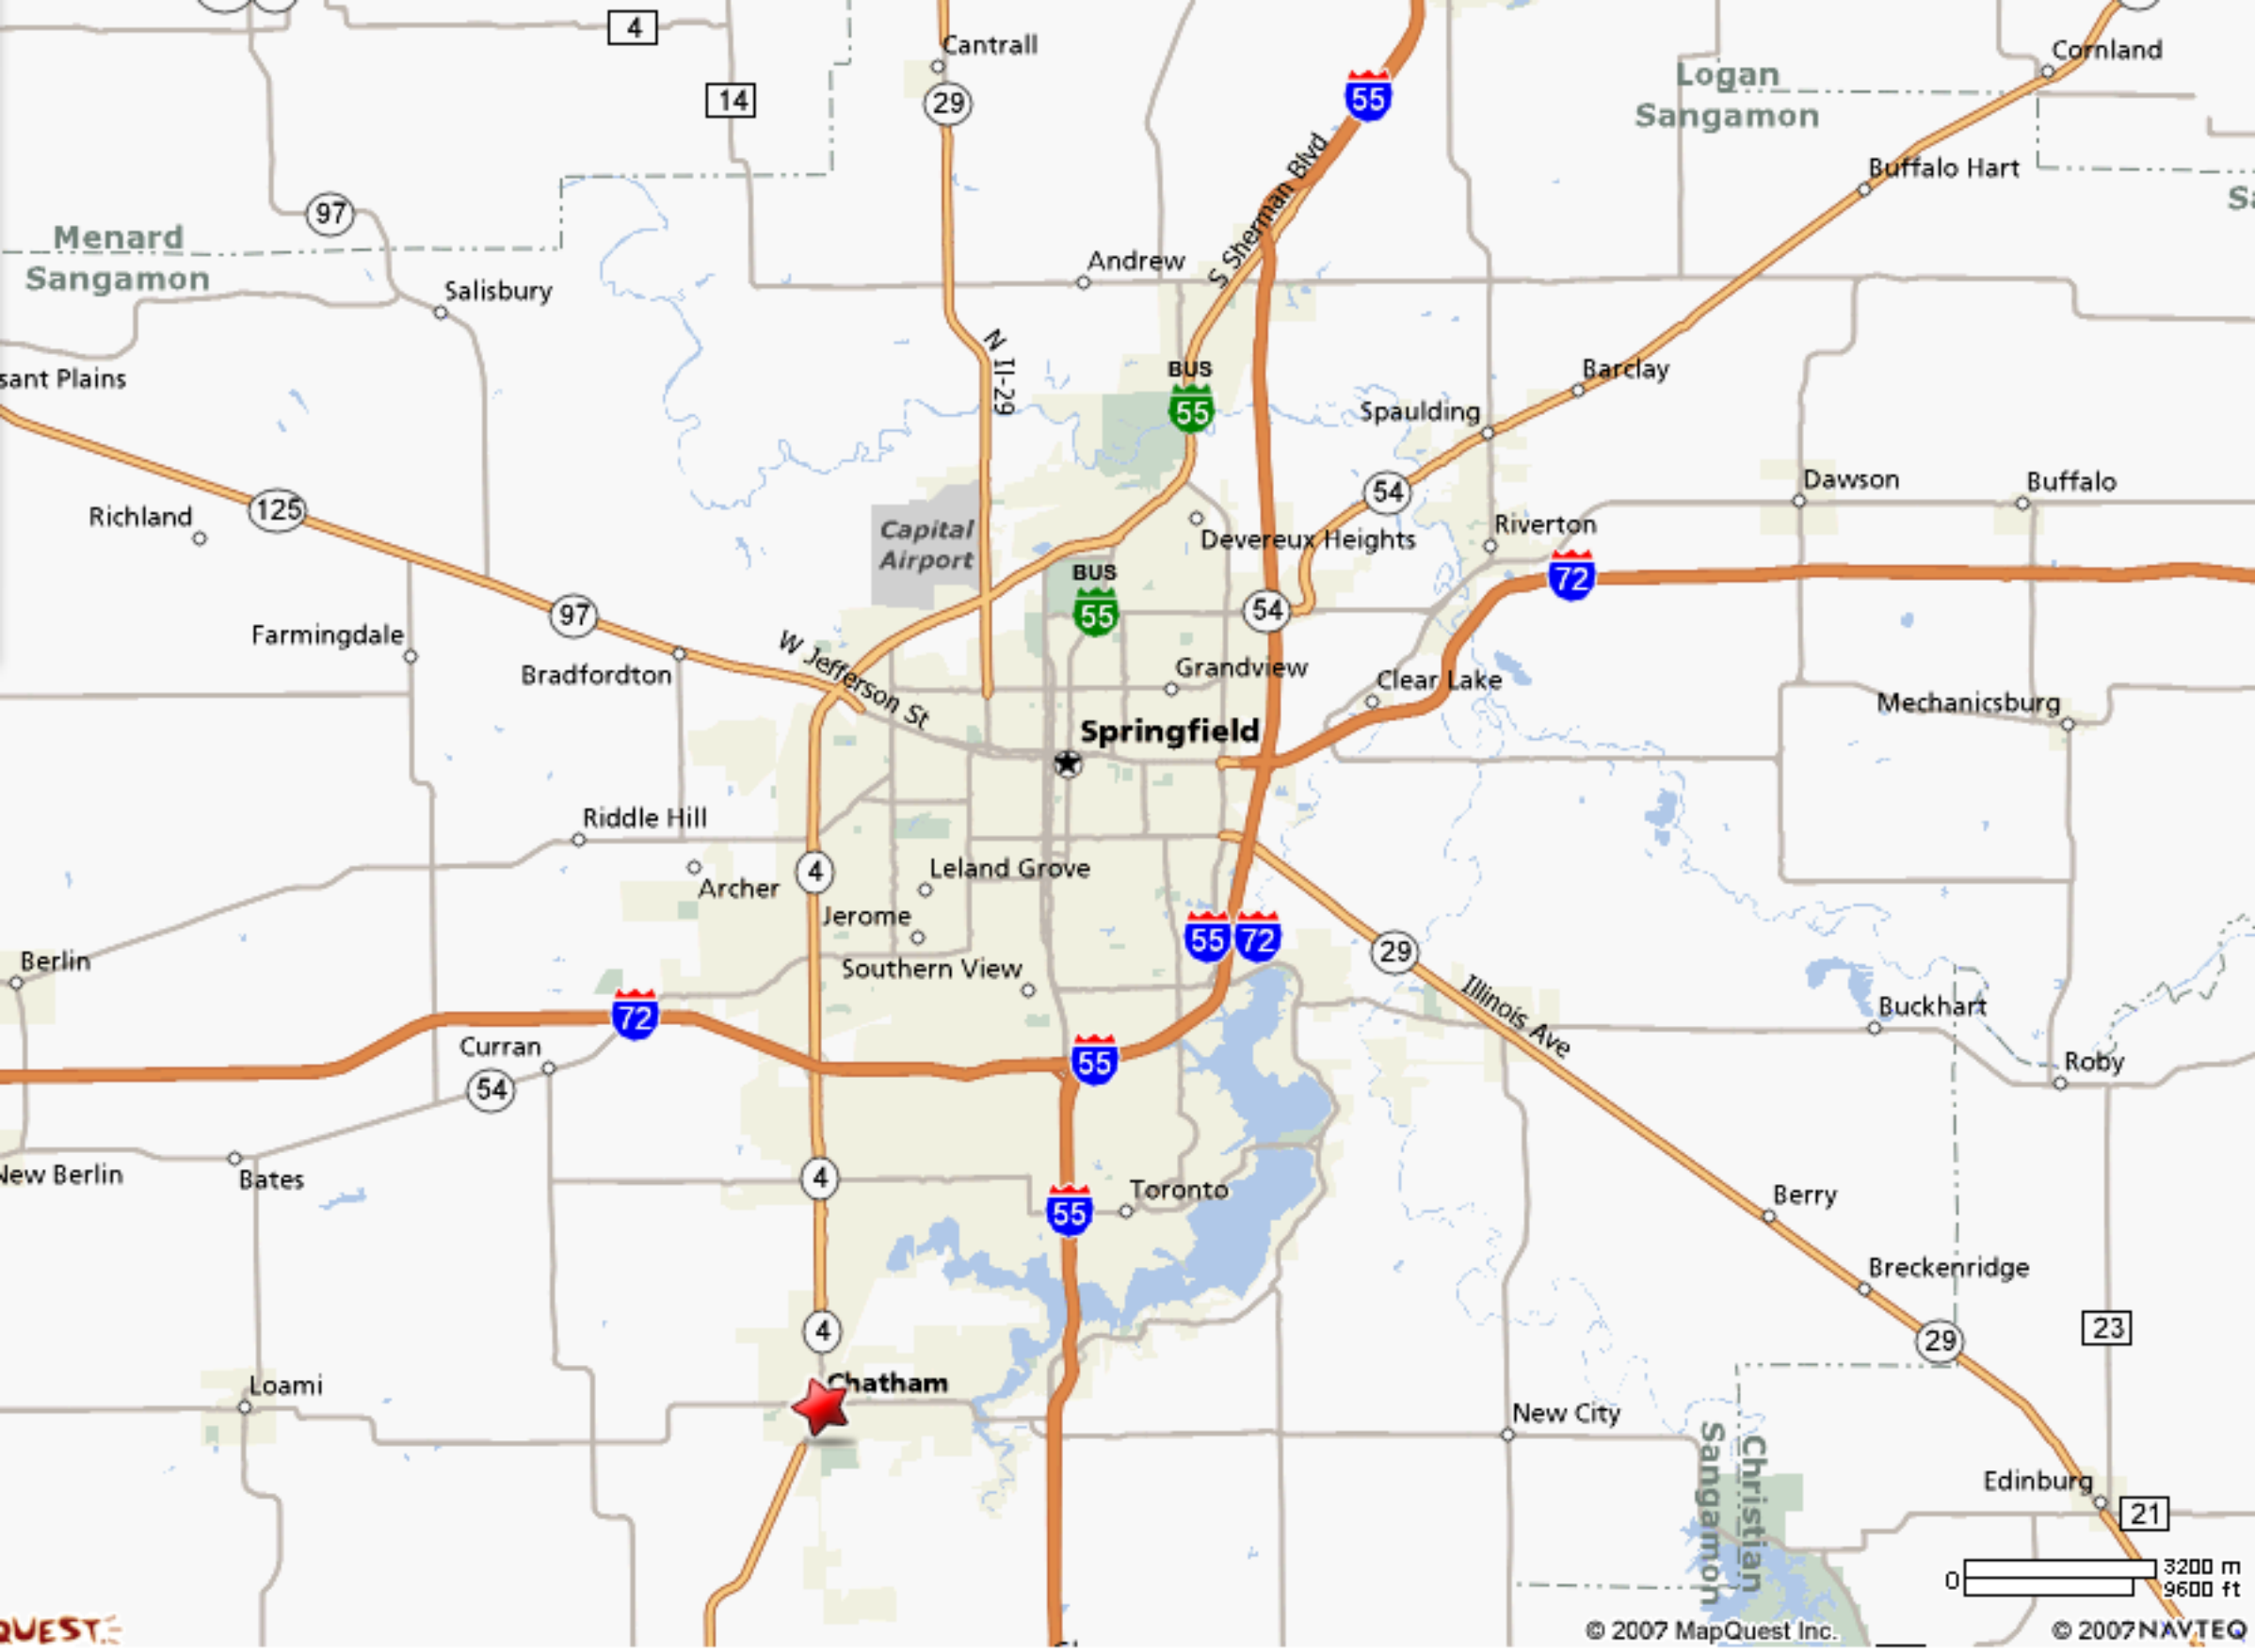 4
Cantrall
Cornland
Logan
Sangamon
14
29
55
S Sherman Blvd
Buffalo Hart
97
Menard
Sangamon
Salisbury
Andrew
N Il-29
BUS
55
Barclay
sant Plains
Spaulding
54
Dawson
Buffalo
Richland
125
Capital
Airport
Devereux Heights
Riverton
72
BUS
55
54
97
Farmingdale
Bradfordton
W Jefferson St
Grandview
Clear Lake
Mechanicsburg
Springfield
Riddle Hill
Archer
4
Leland Grove
Jerome
55
72
29
Southern View
Berlin
72
Illinois Ave
Buckhart
Curran
54
55
Roby
New Berlin
Bates
4
55
Toronto
Berry
Breckenridge
4
29
23
Loami
Chatham
New City
Sangamon
Christian
Edinburg
21
0
3200 m
9600 ft
QUEST
© 2007 MapQuest Inc.
© 2007 NAVTEQ